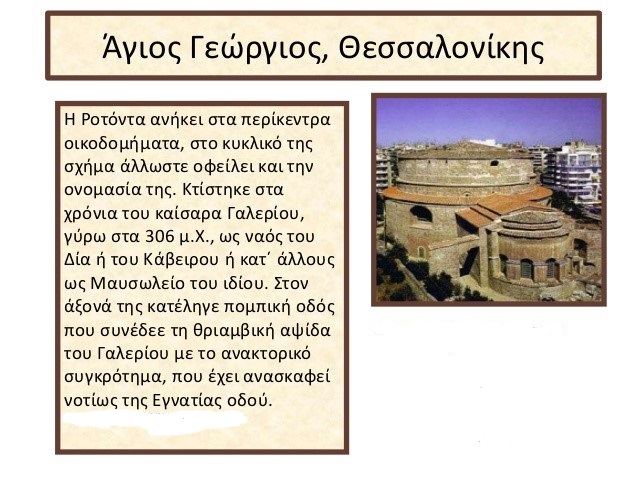 Άγιος Γεώργιος, Θεσσαλονίκης
Η Ροτόντα ανήκει στα περίκεντρα
οικοδομήματα, στο κυκλικό της
σχήμα άλλωστε οφείλει και την
ονομασία της. Κτίστηκε στα
χρόνια του καίσαρα Γαλερίου,
γύρω στα 306 μ.Χ., ως ναός του
Δία ή του Κάβειρου ή κατ΄ άλλους
ως Μαυσωλείο του ιδίου. Στον
άξονά της κατέληγε πομπική οδός
που συνέδεε τη θριαμβική αψίδα
του Γαλερίου με το ανακτορικό
συγκρότημα, που έχει ανασκαφεί
νοτίως της Εγνατίας οδού.